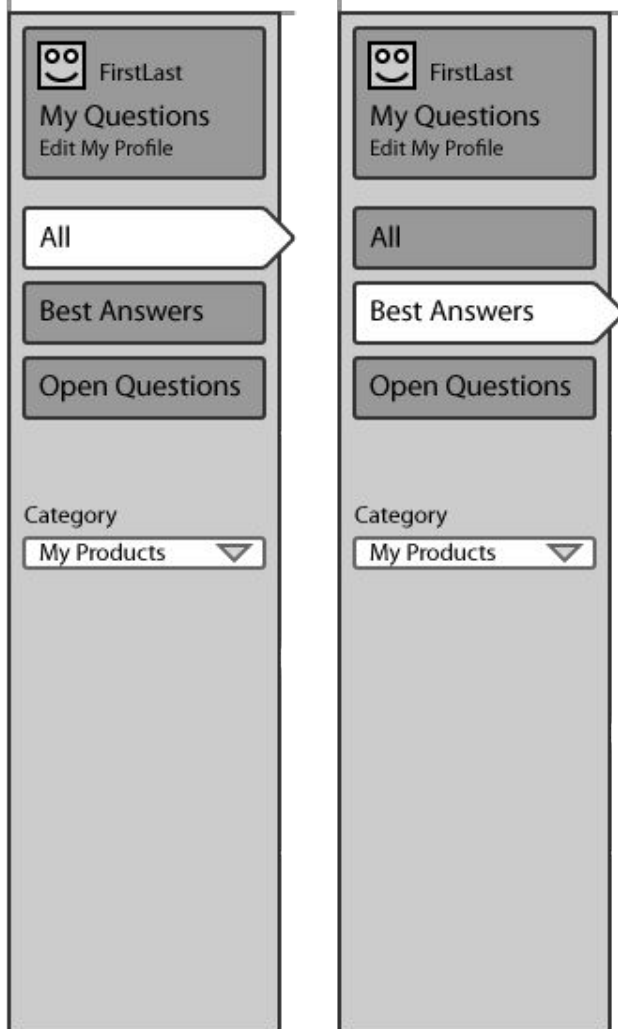 FirstLast
My Questions
Edit My Profile
All
Best Answers
Open Questions
Category
My Products
FirstLast
My Questions
Edit My Profile
All
Best Answers
Open Questions
Category
My Products